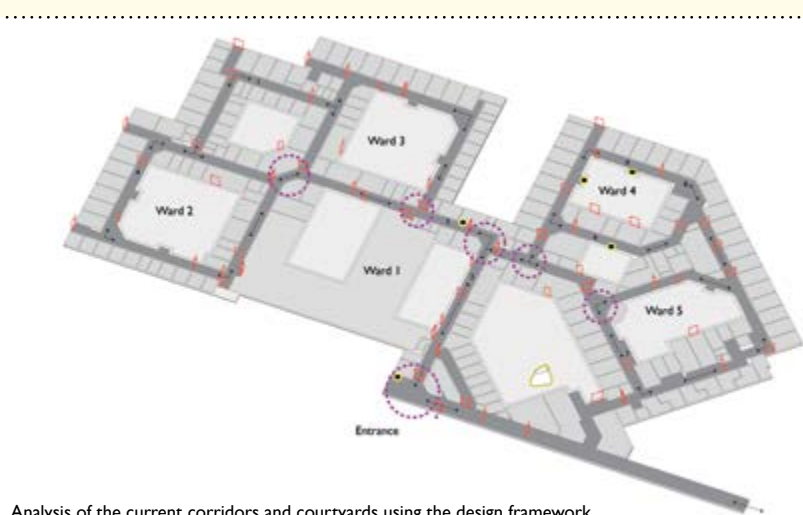 Ward 3
Ward 4
Ward 2
Ward 1
Ward 5
Entrance
Analysis of the current corridors and courtyards using the design framework